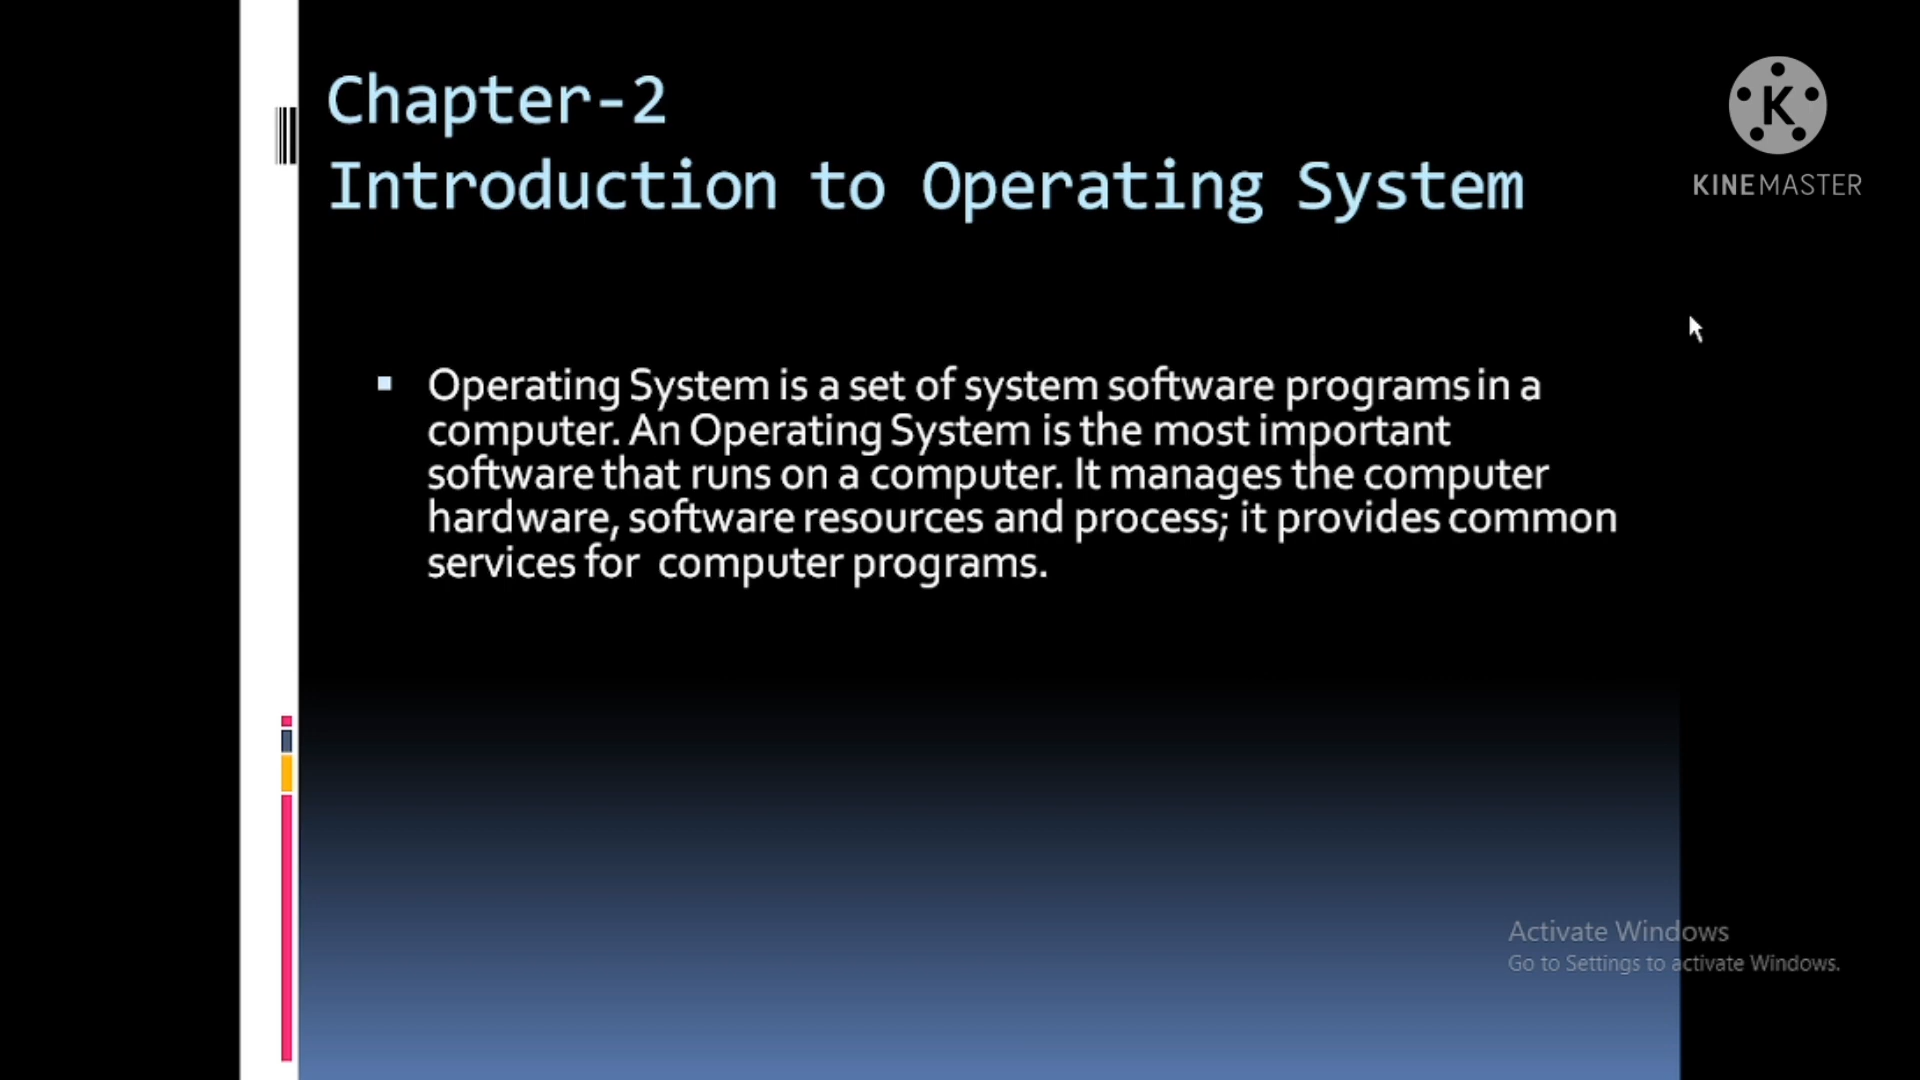 Chapter-2
Introduction to Operating System
K
KINEMASTER
▪ Operating System is a set of system software programs in a
computer. An Operating System is the most important
software that runs on a computer. It manages the computer
hardware, software resources and process; it provides common
services for computer programs.
Activate Windows
Go to Settings to activate Windows.